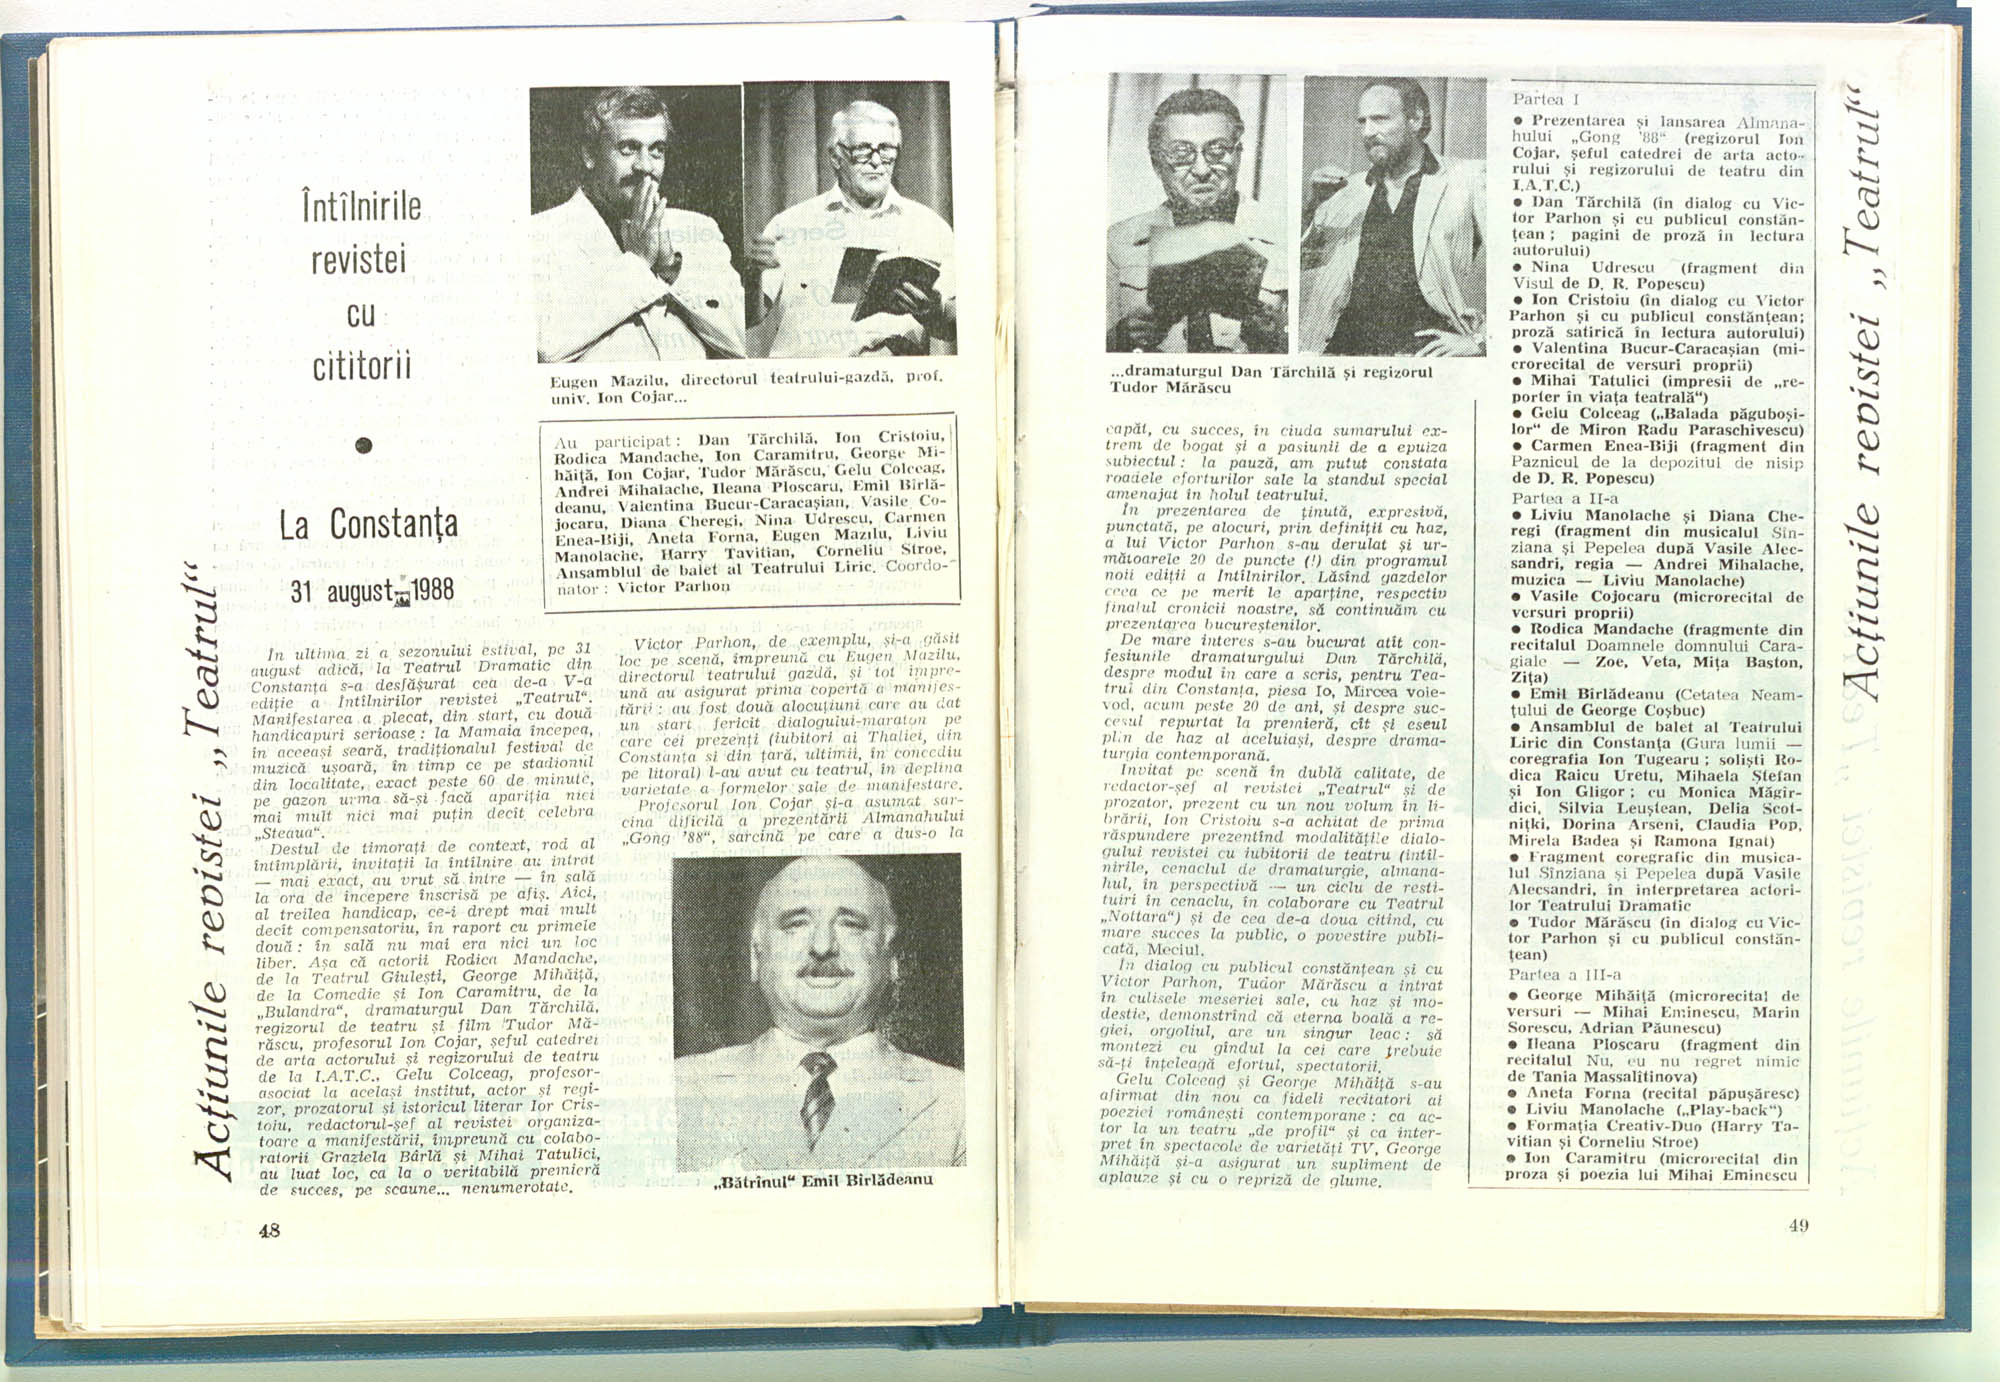 Acțiunile revistei „Teatrul“
Întîlnirile
revistei
cu
cititorii
●
La Constanța
31 august 1988
Eugen Mazilu, directorul teatrului-gazdă, prof.
univ. Ion Cojar...
Au participat : Dan Tărchilă, Ion Cristoiu,
Rodica Mandache, Ion Caramitru, George Mi-
hăiță, Ion Cojar, Tudor Mărăscu, Gelu Colceag,
Andrei Mihalache, Ileana Ploscaru, Emil Bîrlă-
deanu, Valentina Bucur-Caracașian, Vasile Co-
jocaru, Diana Cheregi, Nina Udrescu, Carmen
Enea-Biji, Aneta Forna, Eugen Mazilu, Liviu
Manolache, Harry Tavitian, Corneliu Stroe,
Ansamblul de balet al Teatrului Liric. Coordo-
nator : Victor Parhon
In ultima zi a sezonului estival, pe 31
august adică, la Teatrul Dramatic din
Constanța s-a desfășurat cea de-a V-a
ediție a Intîlnirilor revistei „Teatrul“.
Manifestarea a plecat, din start, cu două
handicapuri serioase : la Mamaia începea,
în aceeași seară, tradiționalul festival de
muzică ușoară, în timp ce pe stadionul
din localitate, exact peste 60 de minute,
pe gazon urma să-și facă apariția nici
mai mult nici mai puțin decît celebra
„Steaua“.
Destul de timorați de context, rod al
întîmplării, invitații la întîlnire au intrat
— mai exact, au vrut să intre — în sală
la ora de începere înscrisă pe afiș. Aici,
al treilea handicap, ce-i drept mai mult
decît compensatoriu, în raport cu primele
două : în sală nu mai era nici un loc
liber. Așa că actorii Rodica Mandache,
de la Teatrul Giulești, George Mihăiță,
de la Comedie și Ion Caramitru, de la
„Bulandra“, dramaturgul Dan Tărchilă,
regizorul de teatru și film Tudor Mă-
răscu, profesorul Ion Cojar, șeful catedrei
de arta actorului și regizorului de teatru
de la I.A.T.C., Gelu Colceag, profesor-
asociat la același institut, actor și regi-
zor, prozatorul și istoricul literar Ior Cris-
toiu, redactorul-șef al revistei organiza-
toare a manifestării, împreună cu colabo-
ratorii Graziela Bârlă și Mihai Tatulici,
au luat loc, ca la o veritabilă premieră
de succes, pe scaune... nenumerotate.
Victor Parhon, de exemplu, și-a găsit
loc pe scenă, împreună cu Eugen Mazilu,
directorul teatrului gazdă, și tot împre-
ună au asigurat prima copertă a manifes-
tării : au fost două alocuțiuni care au dat
un start fericit dialogului-maraton pe
care cei prezenți (iubitori ai Thaliei, din
Constanța si din țară, ultimii, în concediu
pe litoral) l-au avut cu teatrul, în deplina
varietate a formelor sale de manifestare.
Profesorul Ion Cojar și-a asumat sar-
cina dificilă a prezentării Almanahului
„Gong '88“, sarcină pe care a dus-o la
„Bătrînul“ Emil Bîrlădeanu
48
...dramaturgul Dan Tărchilă și regizorul
Tudor Mărăscu
capăt, cu succes, în ciuda sumarului ex-
trem de bogat și a pasiunii de a epuiza
subiectul : la pauză, am putut constata
roadele eforturilor sale la standul special
amenajat în holul teatrului.
În prezentarea de ținută, expresivă,
punctată, pe alocuri, prin definiții cu haz,
a lui Victor Parhon s-au derulat și ur-
mătoarele 20 de puncte (!) din programul
noii ediții a Intîlnirilor. Lăsînd gazdelor
ceea ce pe merit le aparține, respectiv
finalul cronicii noastre, să continuăm cu
prezentarea bucureștenilor.
De mare interes s-au bucurat atît con-
fesiunile dramaturgului Dan Tărchilă,
despre modul în care a scris, pentru Tea-
trul din Constanța, piesa Io, Mircea voie-
vod, acum peste 20 de ani, și despre suc-
cesul repurtat la premieră, cît și eseul
plin de haz al aceluiași, despre drama-
turgia contemporană.
Invitat pe scenă în dublă calitate, de
redactor-șef al revistei „Teatrul“ și de
prozator, prezent cu un nou volum în li-
brării, Ion Cristoiu s-a achitat de prima
răspundere prezentînd modalitățile dialo-
gului revistei cu iubitorii de teatru (întîl-
nirile, cenaclul de dramaturgie, almana-
hul, în perspectivă — un ciclu de resti-
tuiri în cenaclu, în colaborare cu Teatrul
„Nottara“) și de cea de-a doua citind, cu
mare succes la public, o povestire publi-
cată, Meciul.
In dialog cu publicul constănțean și cu
Victor Parhon, Tudor Mărăscu a intrat
în culisele meseriei sale, cu haz și mo-
destie, demonstrînd că eterna boală a re-
giei, orgoliul, are un singur leac : să
montezi cu gîndul la cei care trebuie
să-ți înțeleagă efortul, spectatorii.
Gelu Colceag și George Mihăiță s-au
afirmat din nou ca fideli recitatori ai
poeziei românești contemporane : ca ac-
tor la un teatru „de profil“ și ca inter-
pret în spectacole de varietăți TV, George
Mihăiță și-a asigurat un supliment de
aplauze și cu o repriză de glume.
Partea I
● Prezentarea și lansarea Almana-
hului „Gong '88“ (regizorul Ion
Cojar, șeful catedrei de arta acto-
rului și regizorului de teatru din
I.A.T.C.)
● Dan Tărchilă (în dialog cu Vic-
tor Parhon și cu publicul constăn-
țean ; pagini de proză în lectura
autorului)
● Nina Udrescu (fragment din
Visul de D. R. Popescu)
● Ion Cristoiu (în dialog cu Victor
Parhon și cu publicul constănțean;
proză satirică în lectura autorului)
● Valentina Bucur-Caracașian (mi-
crorecital de versuri proprii)
● Mihai Tatulici (impresii de „re-
porter în viața teatrală“)
● Gelu Colceag („Balada păguboși-
lor“ de Miron Radu Paraschivescu)
● Carmen Enea-Biji (fragment din
Paznicul de la depozitul de nisip
de D. R. Popescu)
Partea a II-a
● Liviu Manolache și Diana Che-
regi (fragment din musicalul Sîn-
ziana și Pepelea după Vasile Alec-
sandri, regia — Andrei Mihalache,
muzica — Liviu Manolache)
● Vasile Cojocaru (microrecital de
versuri proprii)
● Rodica Mandache (fragmente din
recitalul Doamnele domnului Cara-
giale — Zoe, Veta, Mița Baston,
Zița)
● Emil Bîrlădeanu (Cetatea Neam-
țului de George Coșbuc)
● Ansamblul de balet al Teatrului
Liric din Constanța (Gura lumii —
coregrafia Ion Tugearu ; soliști Ro-
dica Raicu Uretu, Mihaela Ștefan
și Ion Gligor ; cu Monica Măgîr-
dici, Silvia Leuștean, Delia Scot-
nițki, Dorina Arseni, Claudia Pop,
Mirela Badea și Ramona Ignat)
● Fragment coregrafic din musica-
lul Sînziana și Pepelea după Vasile
Alecsandri, în interpretarea actori-
lor Teatrului Dramatic
● Tudor Mărăscu (în dialog cu Vic-
tor Parhon și cu publicul constăn-
țean)
Partea a III-a
● George Mihăiță (microrecital de
versuri — Mihai Eminescu, Marin
Sorescu, Adrian Păunescu)
● Ileana Ploscaru (fragment din
recitalul Nu, eu nu regret nimic
de Tania Massalîtinova)
● Aneta Forna (recital păpușăresc)
● Liviu Manolache („Play-back“)
● Formația Creativ-Duo (Harry Ta-
vitian și Corneliu Stroe)
● Ion Caramitru (microrecital din
proza și poezia lui Mihai Eminescu
Acțiunile revistei „Teatrul“
49